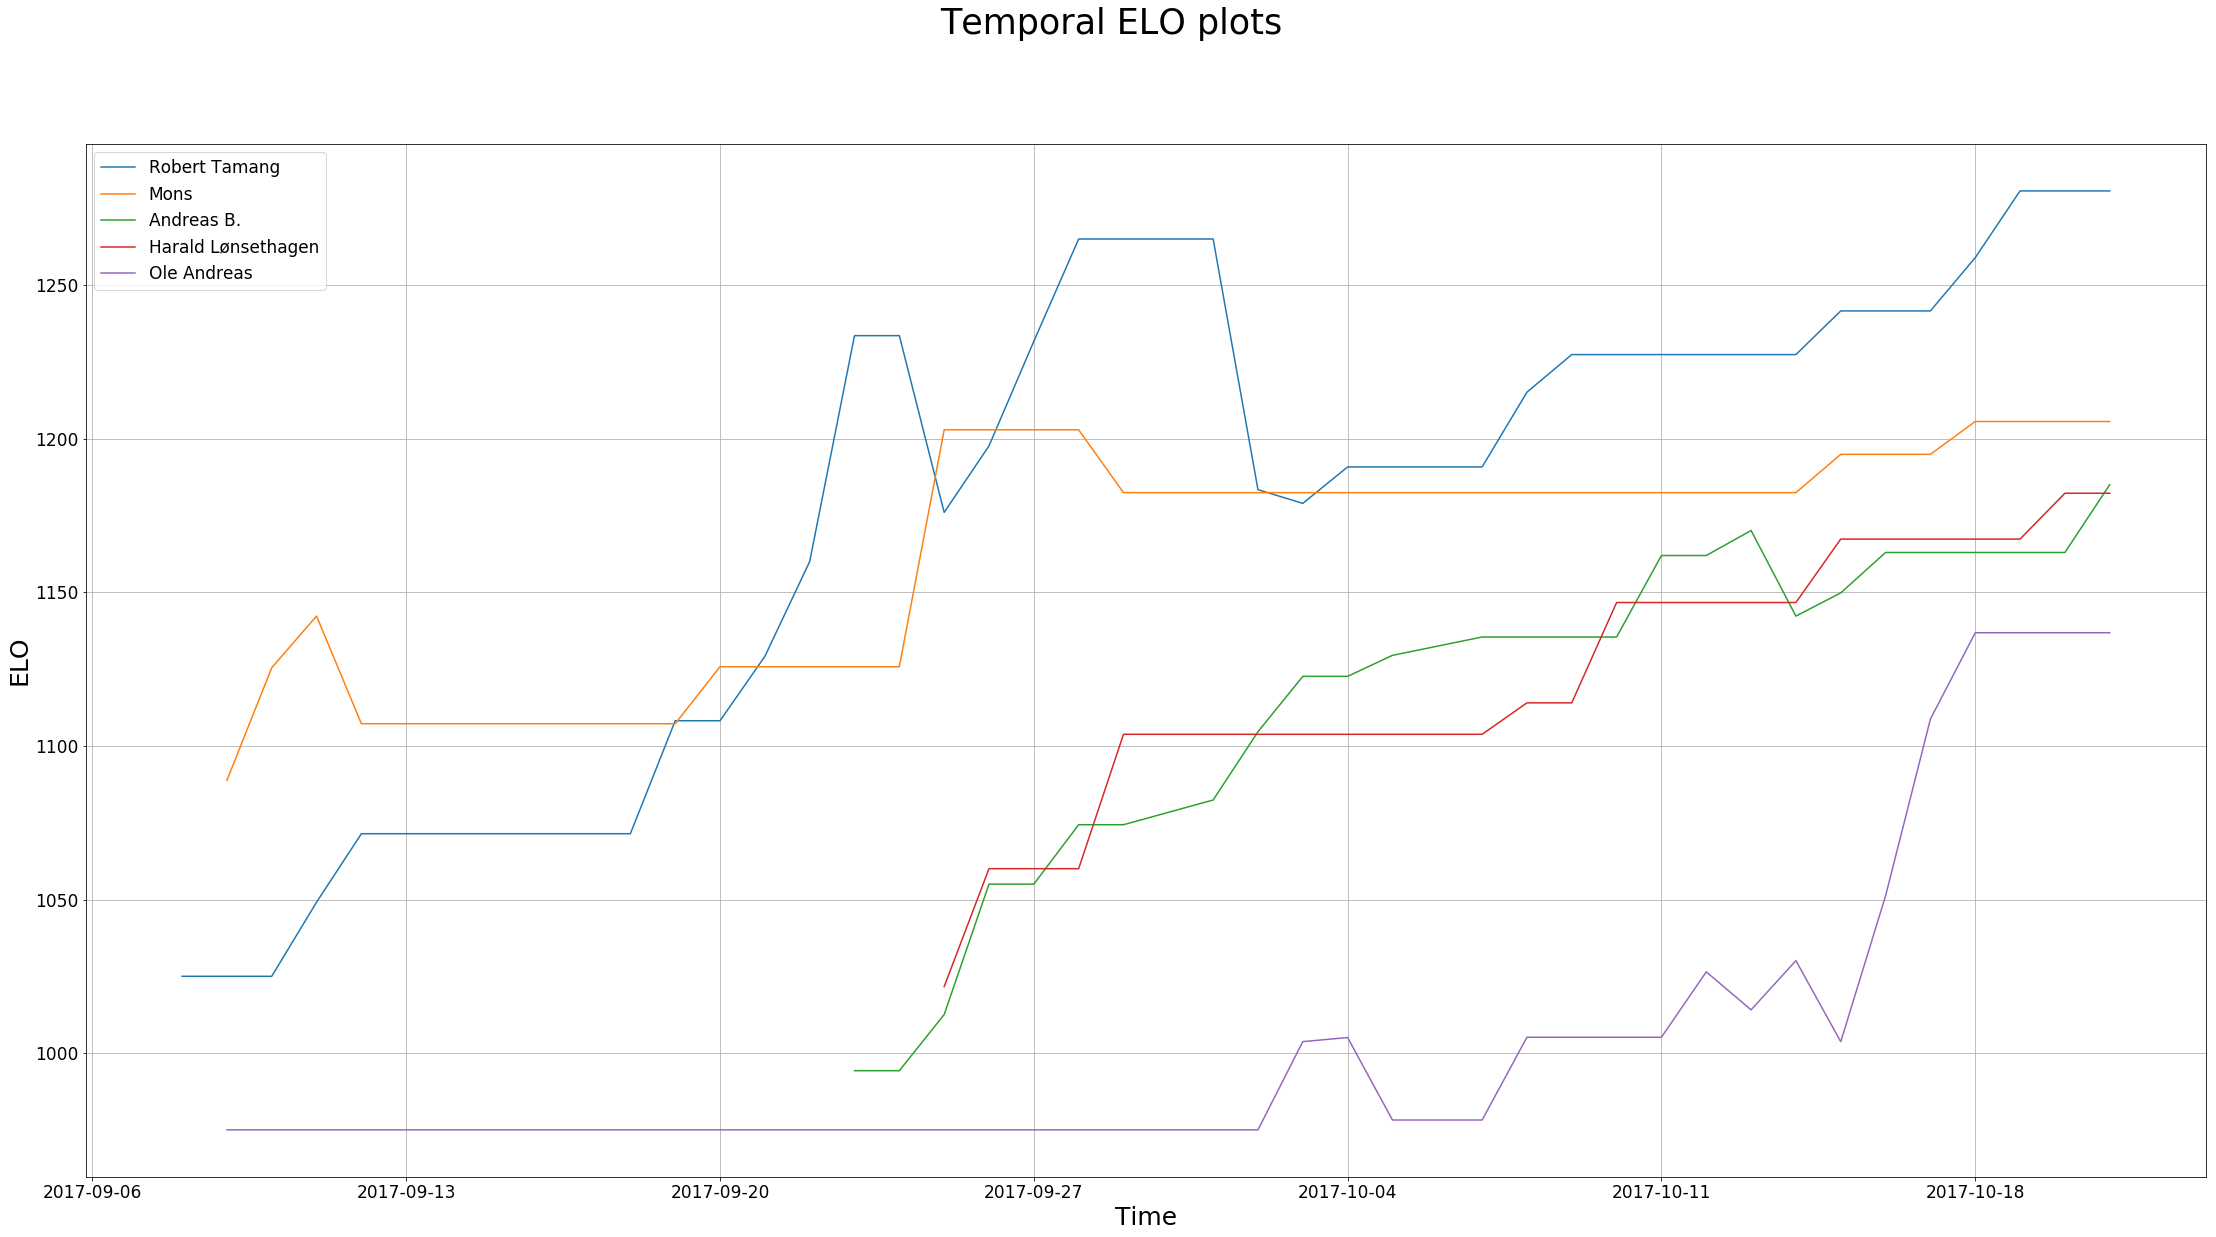 Temporal ELO plots
Robert Tamang
Mons
Andreas B.
Harald Lønsethagen
Ole Andreas
1250
1200
1150
1100
1050
1000
ELO
2017-09-06 2017-09-13 2017-09-20 2017-09-27 2017-10-04 2017-10-11 2017-10-18
Time